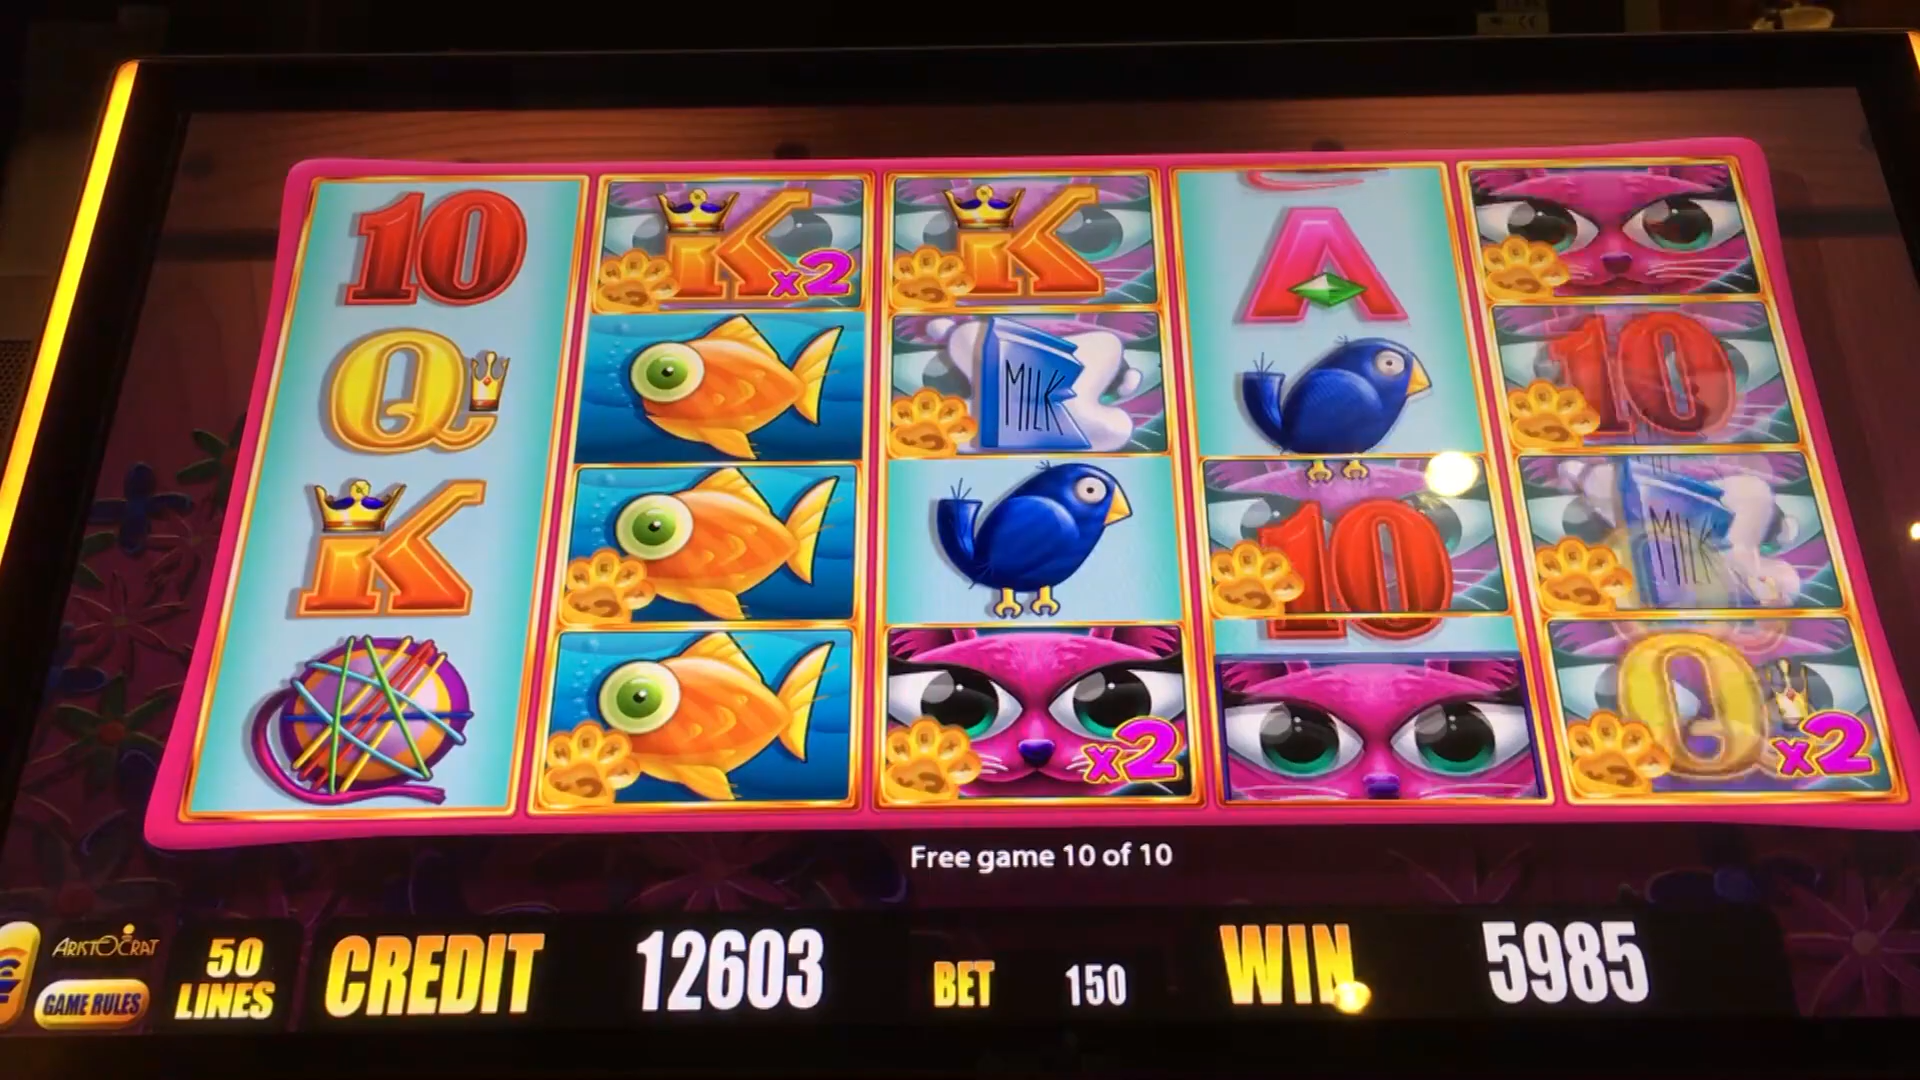 10 K x2 K A
Q MILK 10
K 10 MILK
x2 Q x2
Free game 10 of 10
ARISTOCRAT
GAME RULES
50 LINES
CREDIT 12603
BET 150
WIN 5985